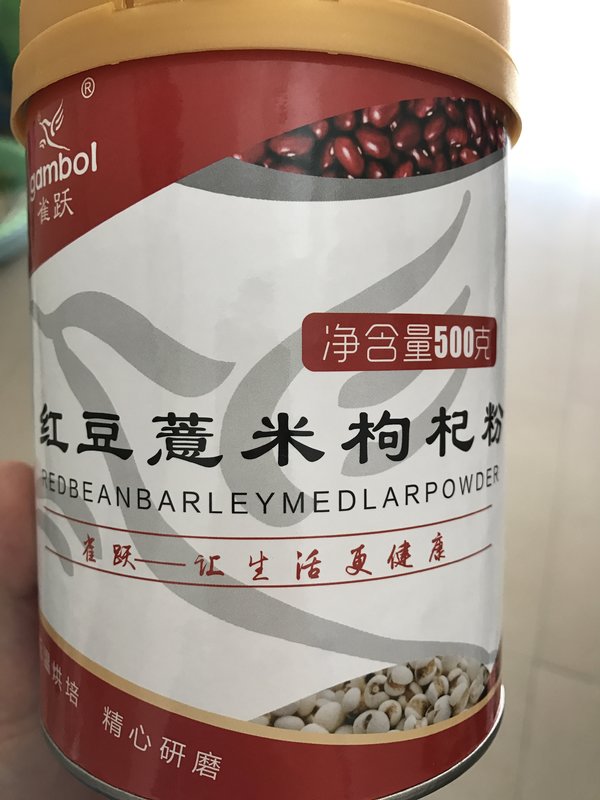 ®
gambol
雀跃
净含量500克
红豆薏米枸杞粉
REDBEANBARLEYMEDLARPOWDER
雀跃——让生活更健康
温烘培 精心研磨